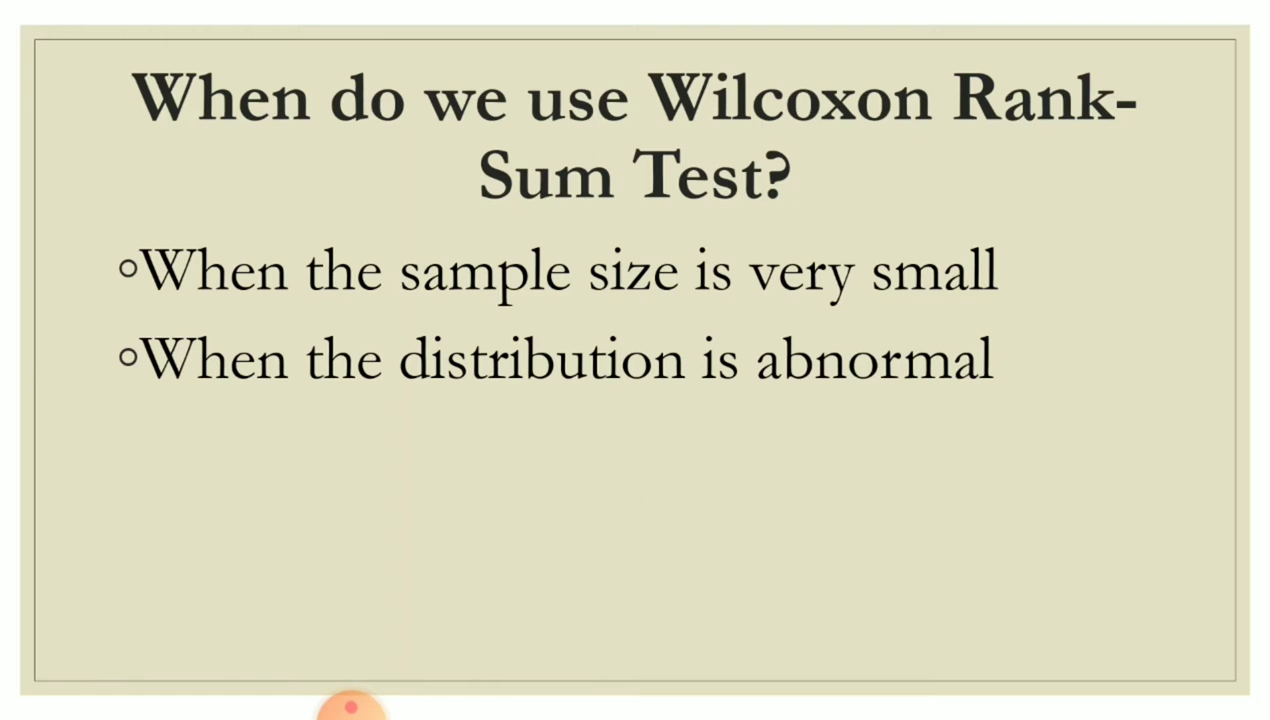 When do we use Wilcoxon Rank-
Sum Test?
◦When the sample size is very small
◦When the distribution is abnormal